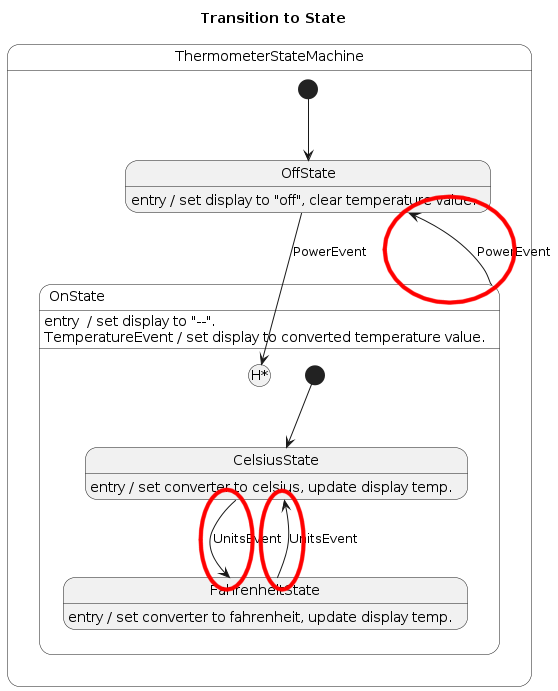 Transition to State
ThermometerStateMachine
OffState
entry / set display to "off", clear temperature value.
PowerEvent
PowerEvent
OnState
entry  / set display to "--".
TemperatureEvent / set display to converted temperature value.
H*
CelsiusState
entry / set converter to celsius, update display temp.
UnitsEvent
UnitsEvent
FahrenheitState
entry / set converter to fahrenheit, update display temp.